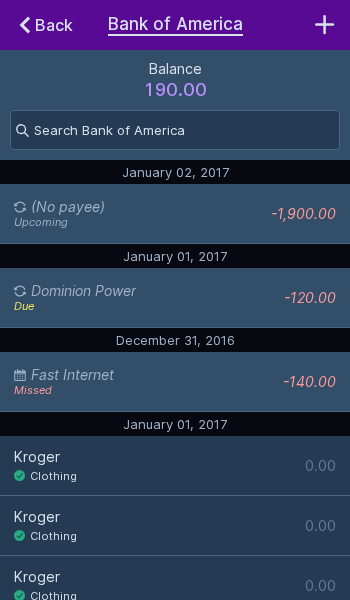 Back
Bank of America
Balance
190.00
Search Bank of America
January 02, 2017
(No payee)
-1,900.00
Upcoming
January 01, 2017
Dominion Power
-120.00
Due
December 31, 2016
Fast Internet
-140.00
Missed
January 01, 2017
Kroger
0.00
Clothing
Kroger
0.00
Clothing
Kroger
0.00
Clothing